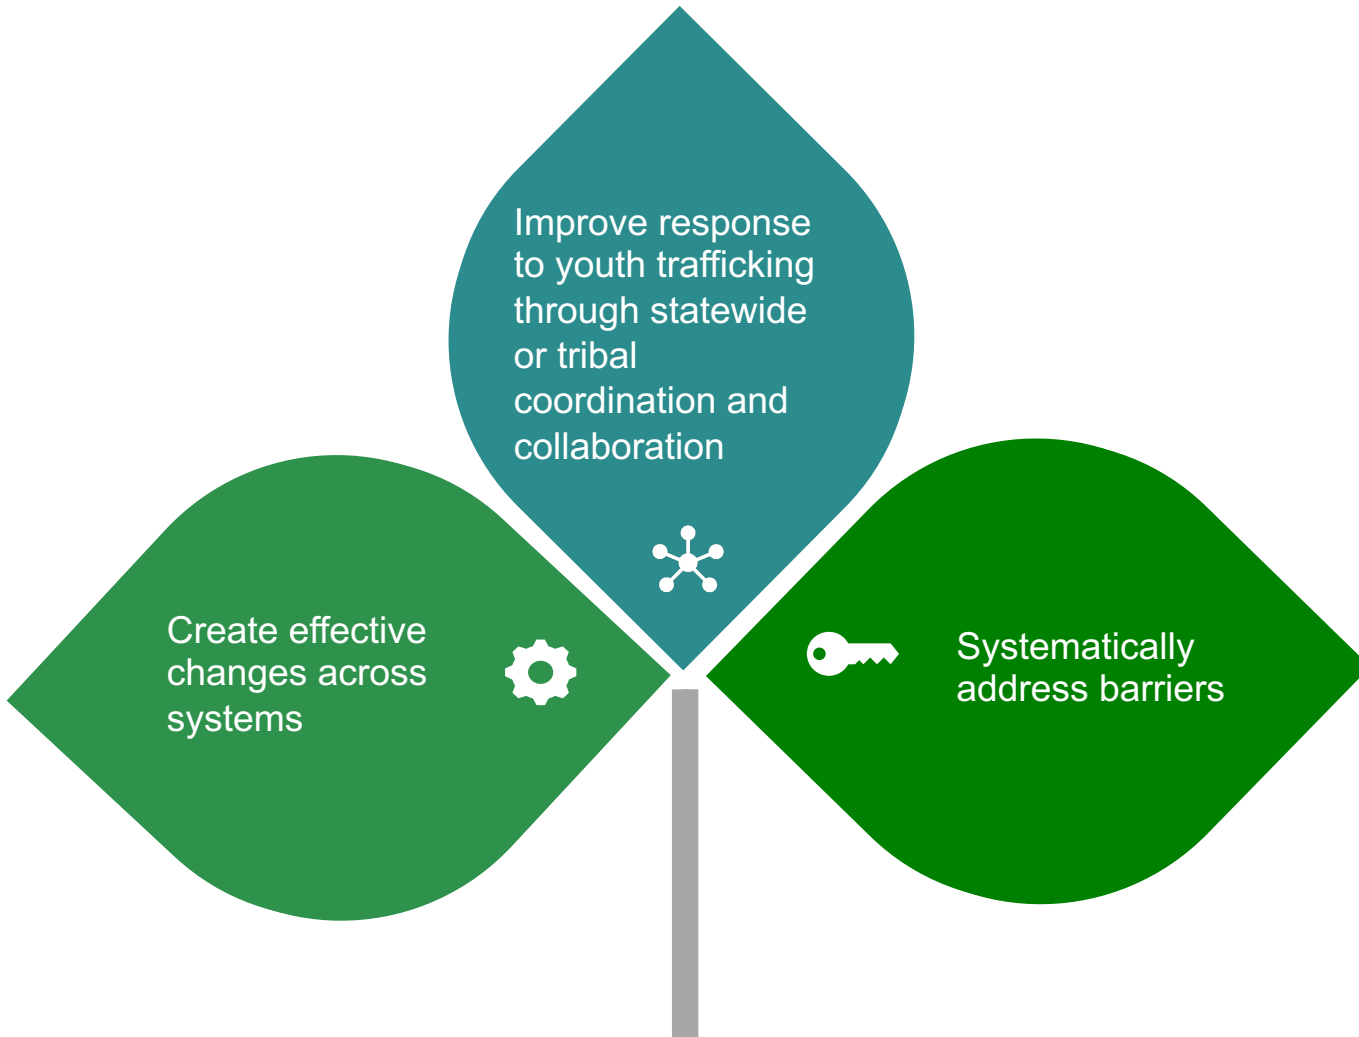 Improve response
to youth trafficking
through statewide
or tribal
coordination and
collaboration
Create effective
changes across
systems
Systematically
address barriers